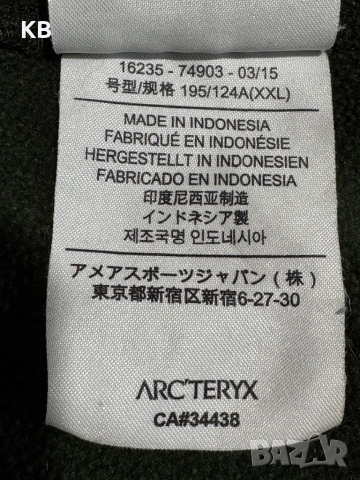 KB
16235 - 74903 - 03/15
号型/规格 195/124A(XXL)
MADE IN INDONESIA
FABRIQUÉ EN INDONÉSIE
HERGESTELLT IN INDONESIEN
FABRICADO EN INDONESIA
印度尼西亚制造
インドネシア製
제조국명 인도네시아
アメアスポーツジャパン（株）
東京都新宿区新宿6-27-30
ARC'TERYX
CA#34438
BAZAR